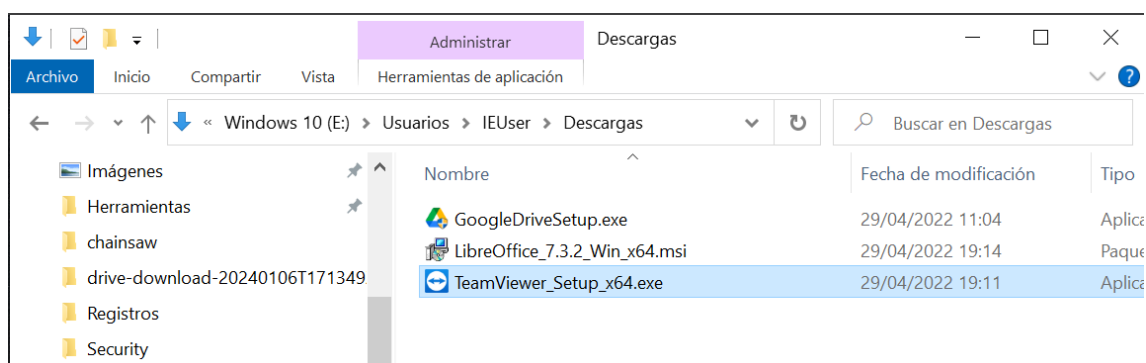 Administrar
Descargas
Archivo Inicio Compartir Vista Herramientas de aplicación
« Windows 10 (E:) > Usuarios > IEUser > Descargas
Buscar en Descargas
Imágenes
Herramientas
chainsaw
drive-download-20240106T171349
Registros
Security
Nombre Fecha de modificación Tipo
GoogleDriveSetup.exe 29/04/2022 11:04 Aplica
LibreOffice_7.3.2_Win_x64.msi 29/04/2022 19:14 Paque
TeamViewer_Setup_x64.exe 29/04/2022 19:11 Aplica